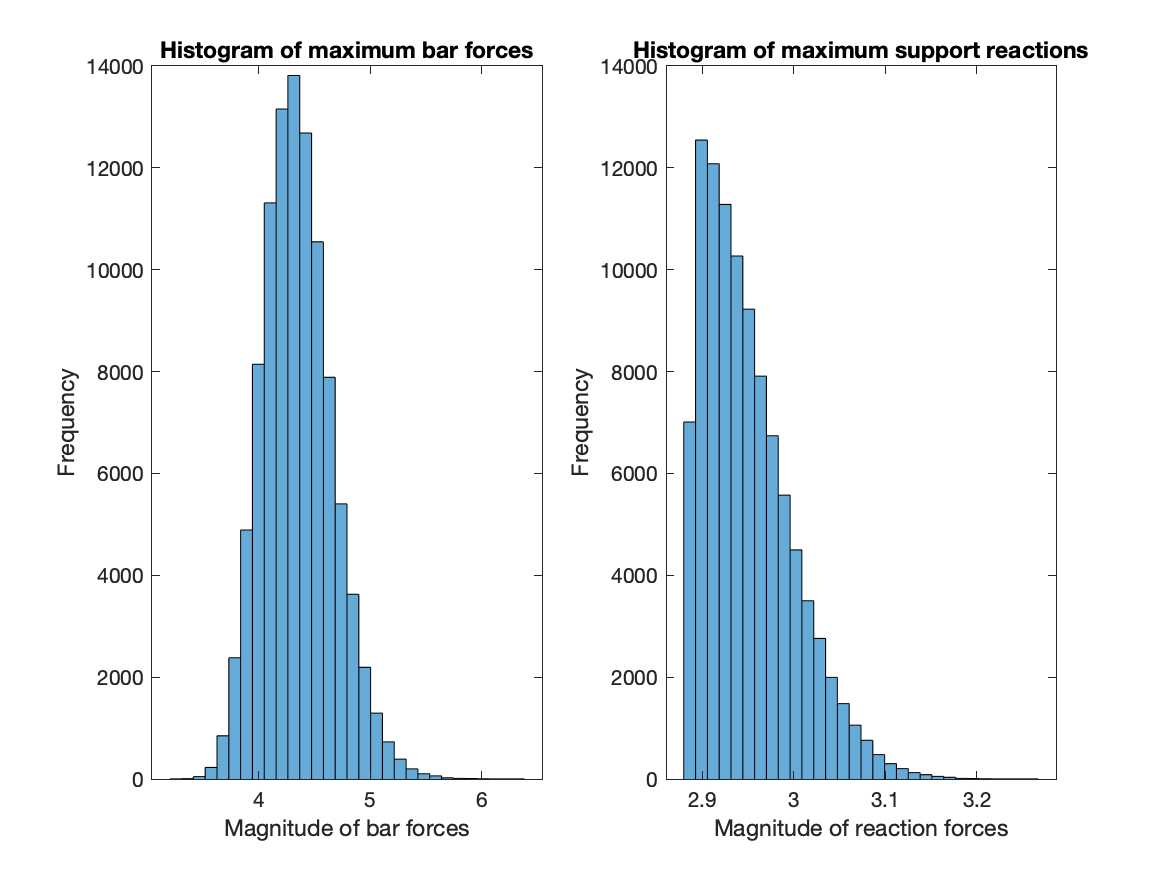 Histogram of maximum bar forces
14000
12000
10000
8000
6000
4000
2000
0
Frequency
4 5 6
Magnitude of bar forces
Histogram of maximum support reactions
14000
12000
10000
8000
6000
4000
2000
0
Frequency
2.9 3 3.1 3.2
Magnitude of reaction forces